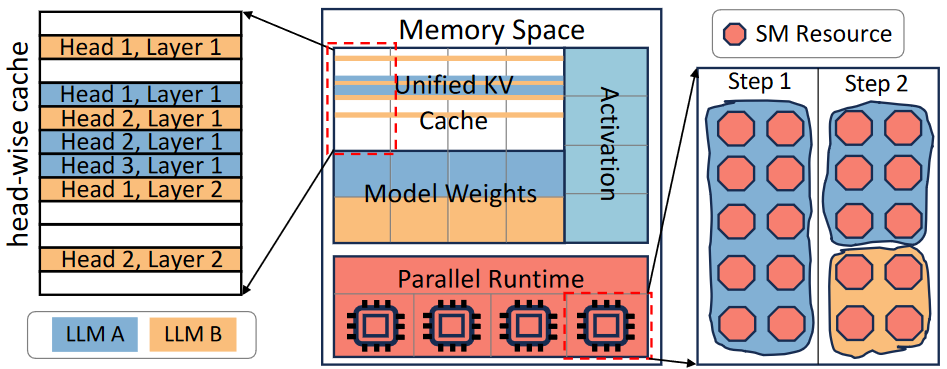 head-wise cache
Head 1, Layer 1
Head 1, Layer 1
Head 2, Layer 1
Head 2, Layer 1
Head 3, Layer 1
Head 1, Layer 2
Head 2, Layer 2
LLM A
LLM B
Memory Space
Unified KV
Cache
Activation
Model Weights
Parallel Runtime
SM Resource
Step 1
Step 2